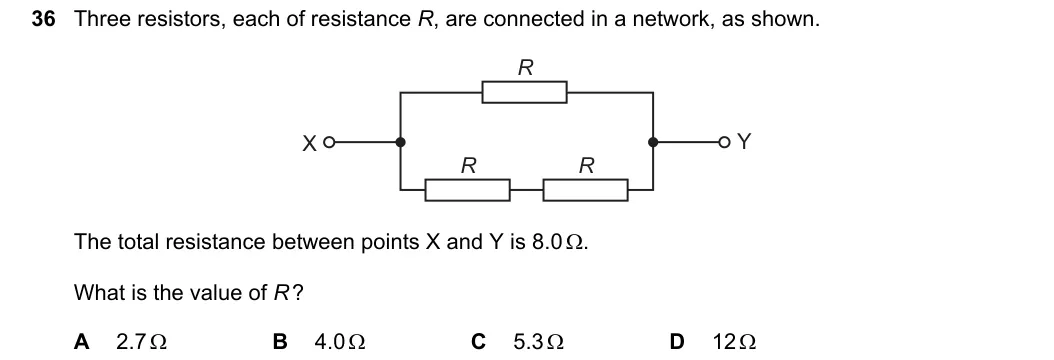 36 Three resistors, each of resistance R, are connected in a network, as shown.
R
X Y
R R
The total resistance between points X and Y is 8.0Ω.
What is the value of R?
A 2.7Ω B 4.0Ω C 5.3Ω D 12Ω